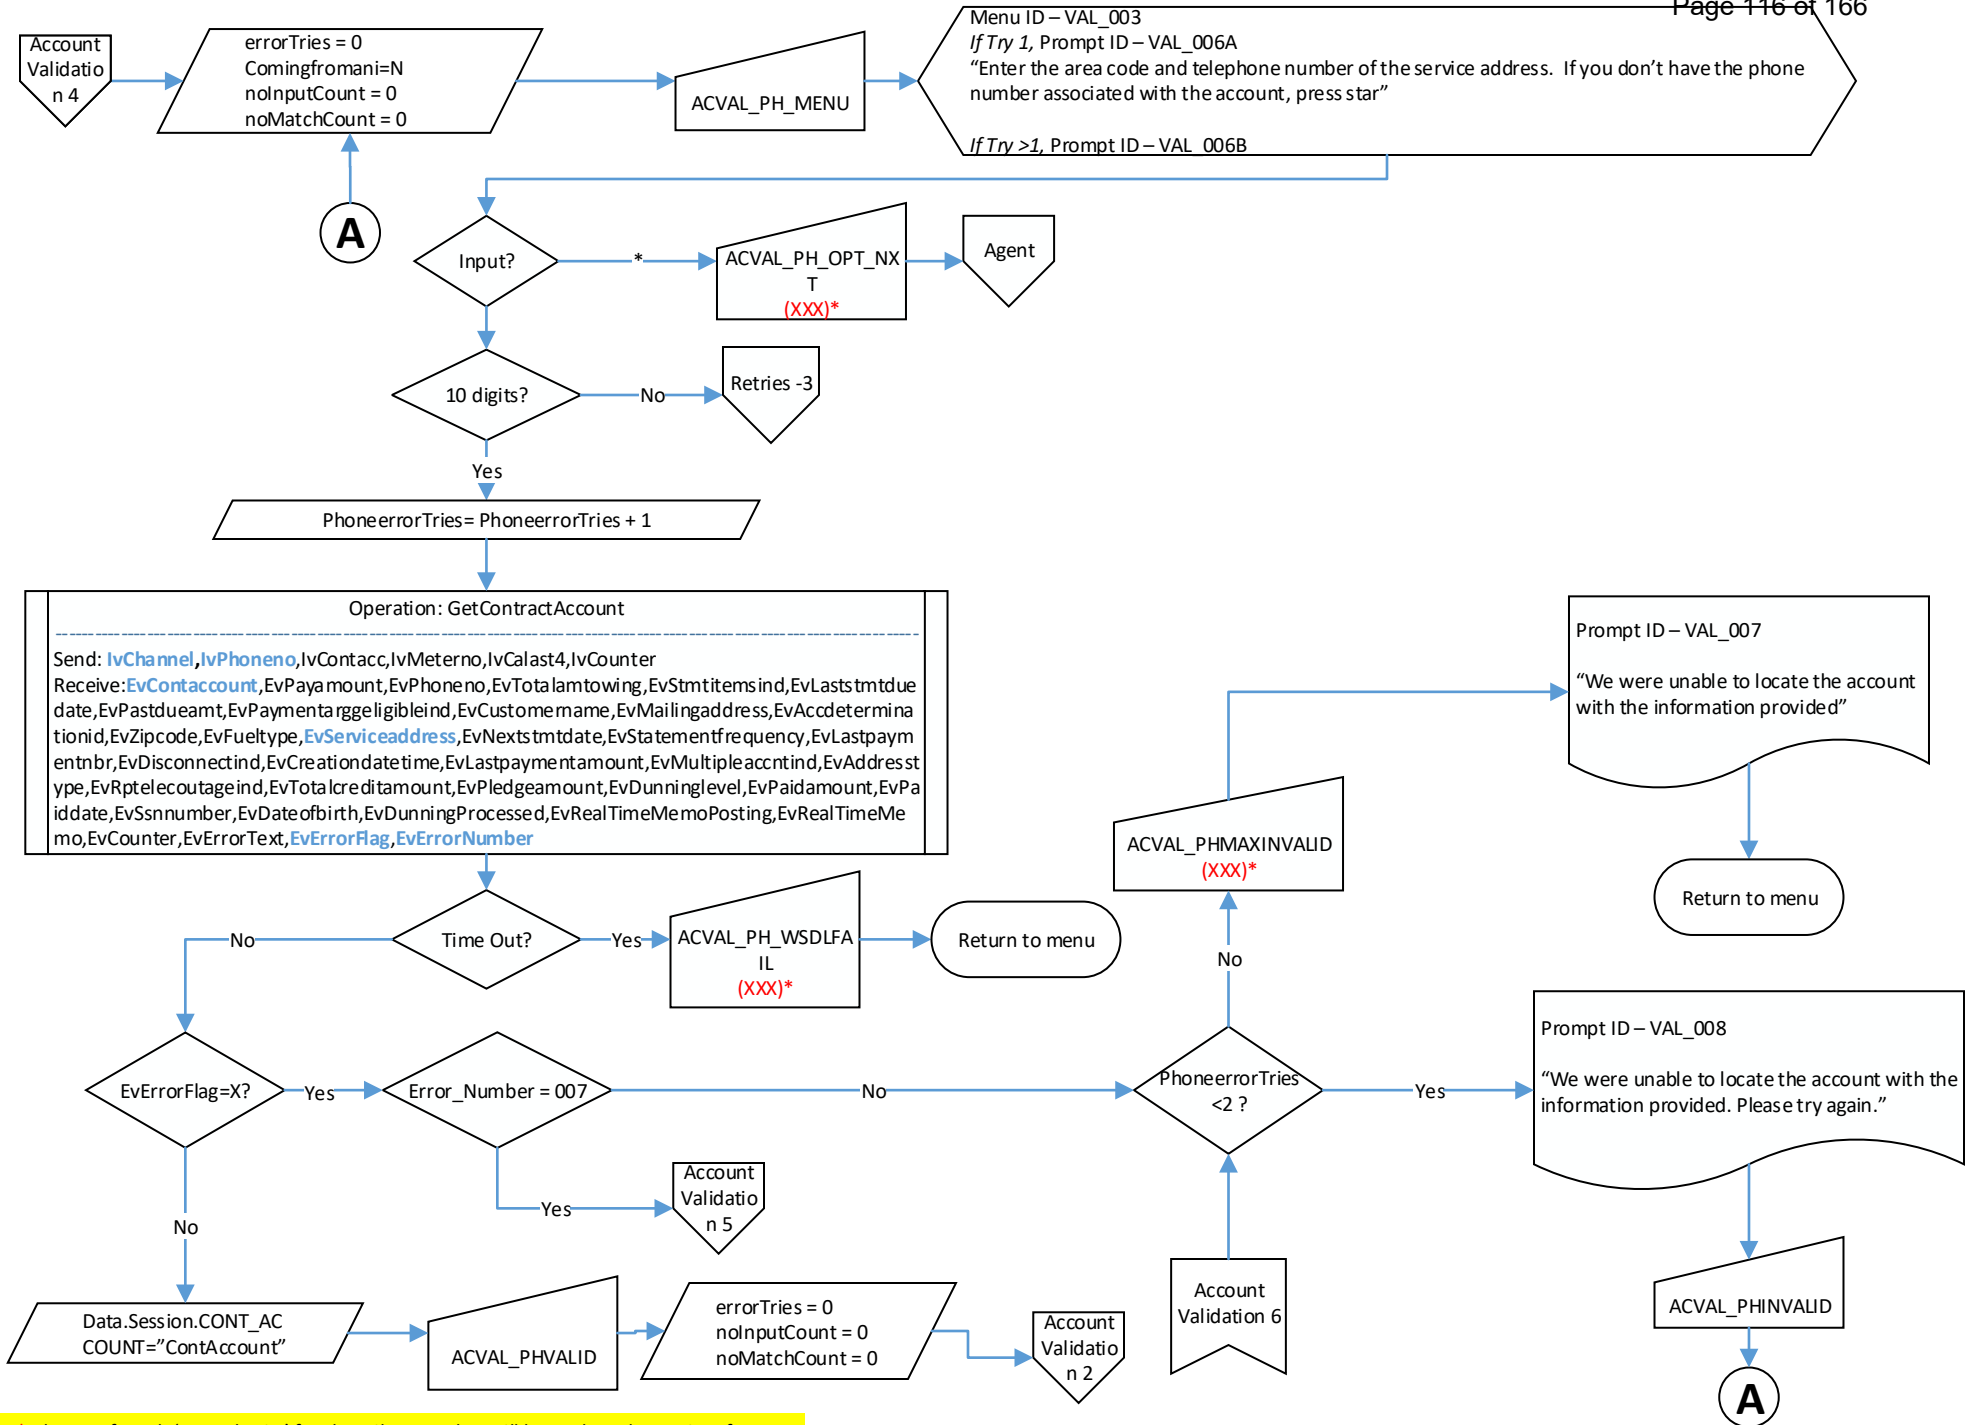 Page 116 of 166
Account
Validatio
n 4
errorTries = 0
Comingfromani=N
noInputCount = 0
noMatchCount = 0
ACVAL_PH_MENU
Menu ID – VAL_003
If Try 1, Prompt ID – VAL_006A
“Enter the area code and telephone number of the service address. If you don’t have the phone
number associated with the account, press star”
If Try >1, Prompt ID – VAL_006B
A
Input?
*
ACVAL_PH_OPT_NX
T
(XXX)*
Agent
10 digits?
No
Retries -3
Yes
PhoneerrorTries= PhoneerrorTries + 1
Operation: GetContractAccount
Send: IvChannel,IvPhoneno,IvContacc,IvMeterno,IvCalast4,IvCounter
Receive:EvContaccount,EvPayamount,EvPhoneno,EvTotalamtowing,EvStmtitemsind,EvLaststmtdue
date,EvPastdueamt,EvPaymentarggeligibleind,EvCustomername,EvMailingaddress,EvAccdetermina
tionid,EvZipcode,EvFueltype,EvServiceaddress,EvNextstmtdate,EvStatementfrequency,EvLastpaym
entnbr,EvDisconnectind,EvCreationdatetime,EvLastpaymentamount,EvMultipleaccntind,EvAddresst
ype,EvRptelecoutageind,EvTotalcreditamount,EvPledgeamount,EvDunninglevel,EvPaidamount,EvPa
iddate,EvSsnnumber,EvDateofbirth,EvDunningProcessed,EvRealTimeMemoPosting,EvRealTimeMe
mo,EvCounter,EvErrorText,EvErrorFlag,EvErrorNumber
Prompt ID – VAL_007
“We were unable to locate the account
with the information provided”
Return to menu
ACVAL_PHMAXINVALID
(XXX)*
No
Time Out?
Yes
No
ACVAL_PH_WSDLFA
IL
(XXX)*
Return to menu
EvErrorFlag=X?
Yes
Error_Number = 007
No
PhoneerrorTries
<2 ?
Yes
Prompt ID – VAL_008
“We were unable to locate the account with the
information provided. Please try again.”
Yes
Account
Validatio
n 5
No
Account
Validation 6
ACVAL_PHINVALID
A
Data.Session.CONT_AC
COUNT=”ContAccount”
ACVAL_PHVALID
errorTries = 0
noInputCount = 0
noMatchCount = 0
Account
Validatio
n 2